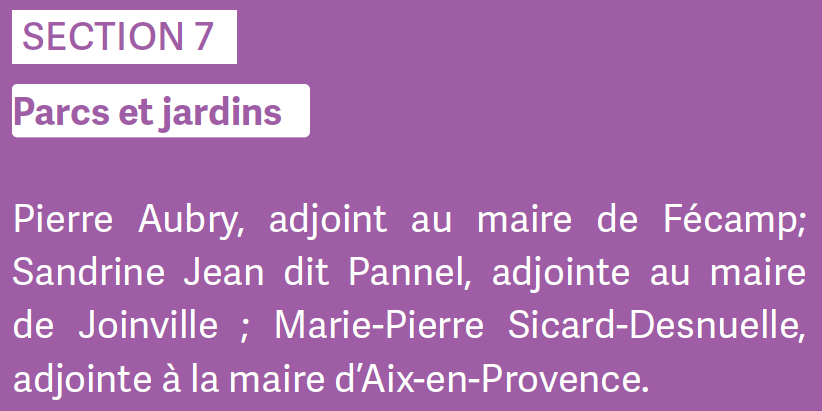 SECTION 7
Parcs et jardins
Pierre Aubry, adjoint au maire de Fécamp;
Sandrine Jean dit Pannel, adjointe au maire
de Joinville ; Marie-Pierre Sicard-Desnuelle,
adjointe à la maire d’Aix-en-Provence.